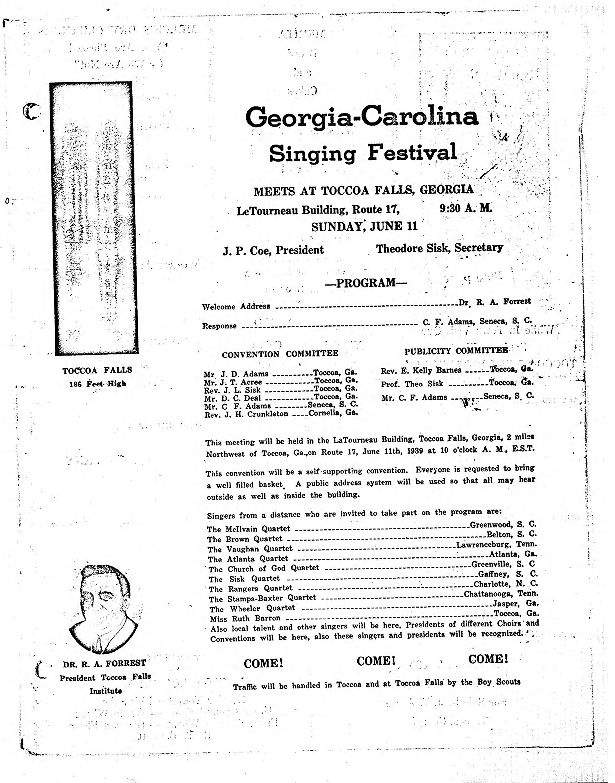 Georgia-Carolina
Singing Festival
MEETS AT TOCCOA FALLS, GEORGIA
LeTourneau Building, Route 17, 9:30 A. M.
SUNDAY, JUNE 11
J. P. Coe, President Theodore Sisk, Secretary
—PROGRAM—
Welcome Address Dr. R. A. Forrest
Response C. F. Adams, Seneca, S. C.
CONVENTION COMMITTEE
Mr J. D. Adams Toccoa, Ga.
Mr. J. T. Acree Toccoa, Ga.
Rev. J. L. Sisk Toccoa, Ga.
Mr. D. C. Deal Toccoa, Ga.
Mr. C F. Adams Seneca, S. C.
Rev. J. H. Crunkleton Cornelia, Ga.
PUBLICITY COMMITTEE
Rev. E. Kelly Barnes Toccoa, Ga.
Prof. Theo Sisk Toccoa, Ga.
Mr. C. F. Adams Seneca, S. C.
TOCCOA FALLS
186 Feet High
This meeting will be held in the LaTourneau Building, Toccoa Falls, Georgia, 2 miles
Northwest of Toccoa, Ga., on Route 17, June 11th, 1939 at 10 o'clock A. M., E.S.T.
This convention will be a self-supporting convention. Everyone is requested to bring
a well filled basket. A public address system will be used so that all may hear
outside as well as inside the building.
Singers from a distance who are invited to take part on the program are:
The McIlvain Quartet Greenwood, S. C.
The Brown Quartet Belton, S. C.
The Vaughan Quartet Lawrenceburg, Tenn.
The Atlanta Quartet Atlanta, Ga.
The Church of God Quartet Greenville, S. C
The Sisk Quartet Gaffney, S. C.
The Rangers Quartet Charlotte, N. C.
The Stamps-Baxter Quartet Chattanooga, Tenn.
The Wheeler Quartet Jasper, Ga.
Miss Ruth Barron Toccoa, Ga.
Also local talent and other singers will be here. Presidents of different Choirs and
Conventions will be here, also these singers and presidents will be recognized.
COME! COME! COME!
Traffic will be handled in Toccoa and at Toccoa Falls by the Boy Scouts
DR. R. A. FORREST
President Toccoa Falls
Institute